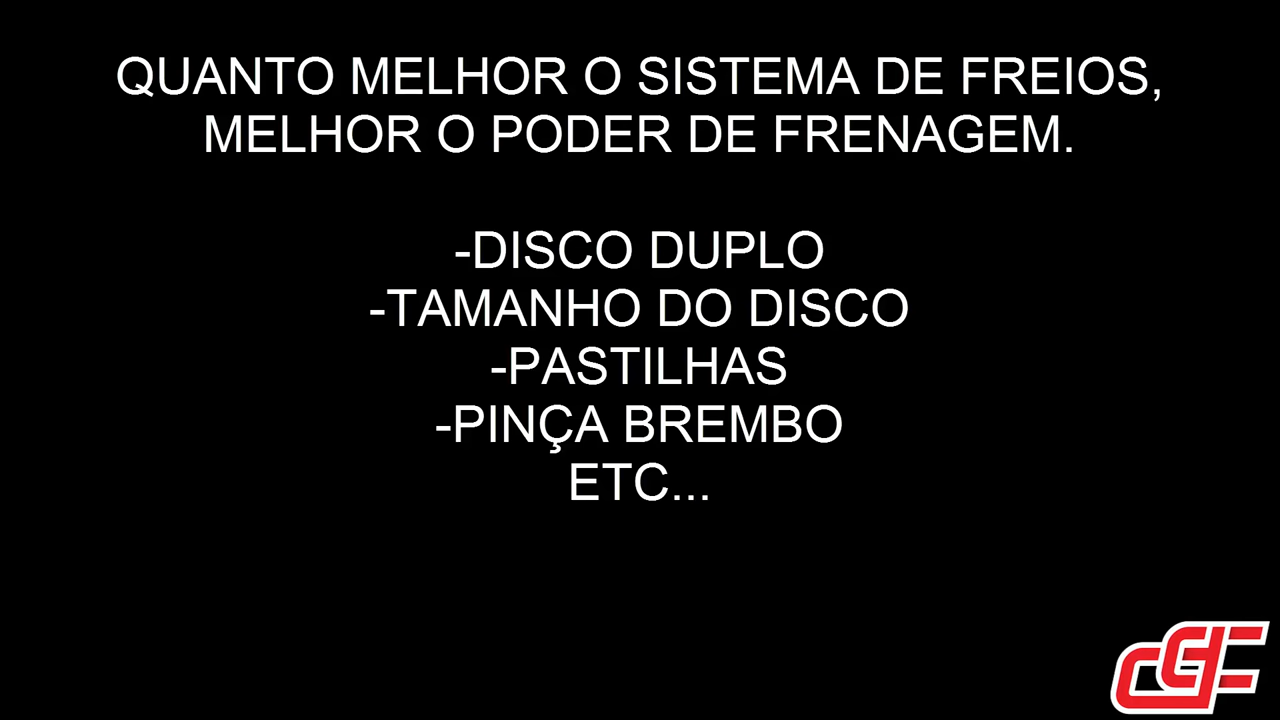 QUANTO MELHOR O SISTEMA DE FREIOS,
MELHOR O PODER DE FRENAGEM.
-DISCO DUPLO
-TAMANHO DO DISCO
-PASTILHAS
-PINÇA BREMBO
ETC...